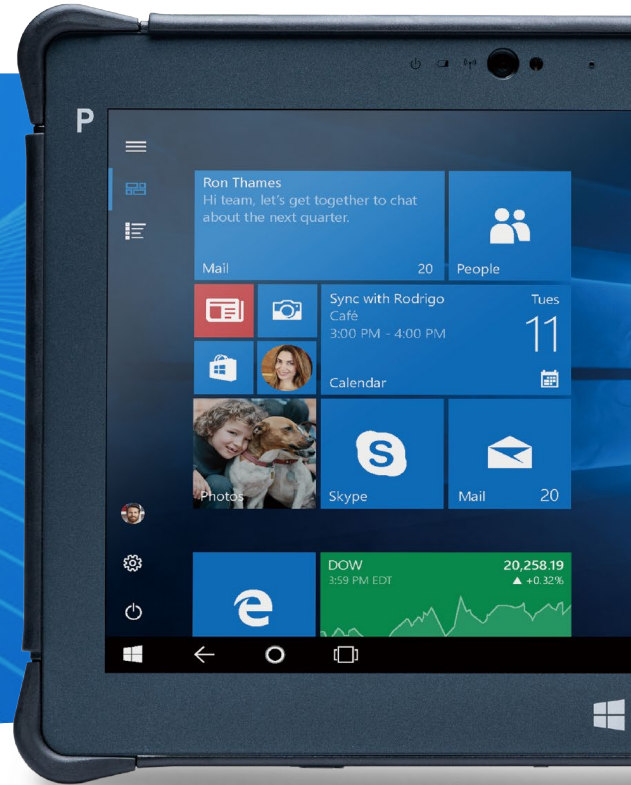 P
Ron Thames
Hi team, let's get together to chat
about the next quarter.
Mail
20
People
Sync with Rodrigo
Café
3:00 PM - 4:00 PM
Tues
11
Calendar
Photos
Skype
Mail
20
DOW
3:59 PM EDT
20,258.19
▲ +0.32%